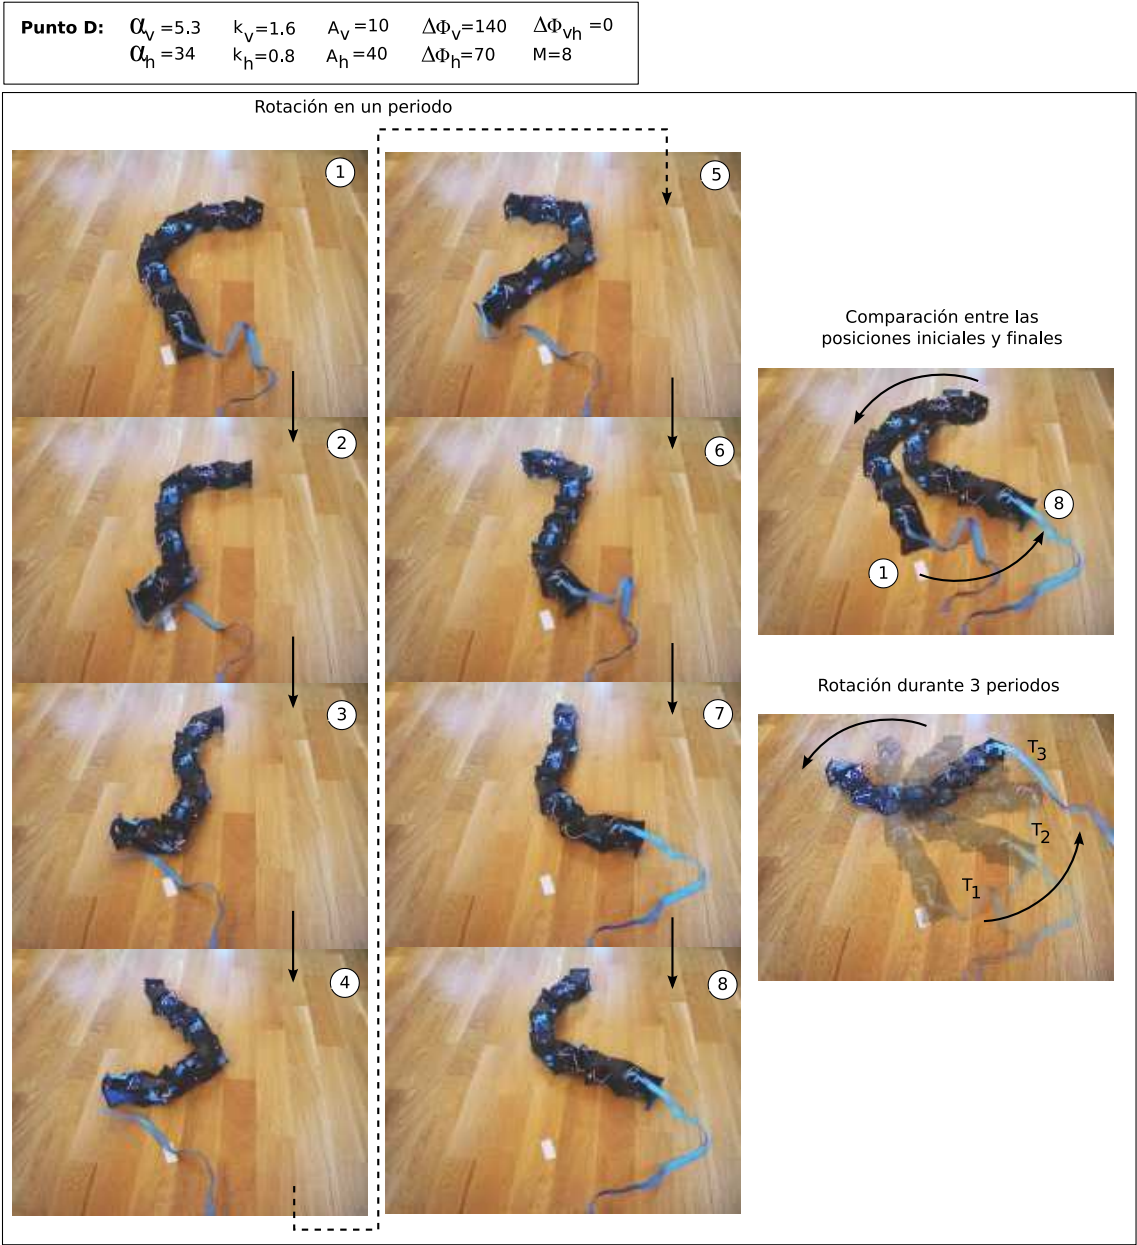 Punto D: αv=5.3 kv=1.6 Av=10 ΔΦv=140 ΔΦvh=0
αh=34 kh=0.8 Ah=40 ΔΦh=70 M=8
Rotación en un periodo
1
2
3
4
5
6
7
8
Comparación entre las
posiciones iniciales y finales
8
1
Rotación durante 3 periodos
T3
T2
T1